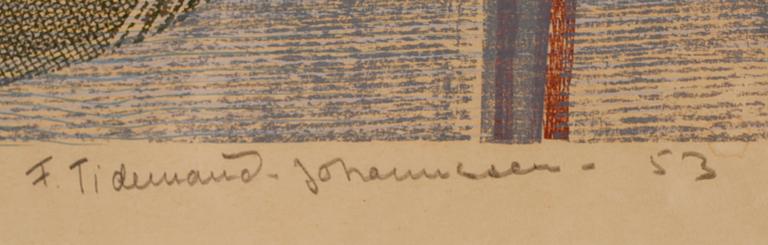 F. Tidemand-Johannessen - 53